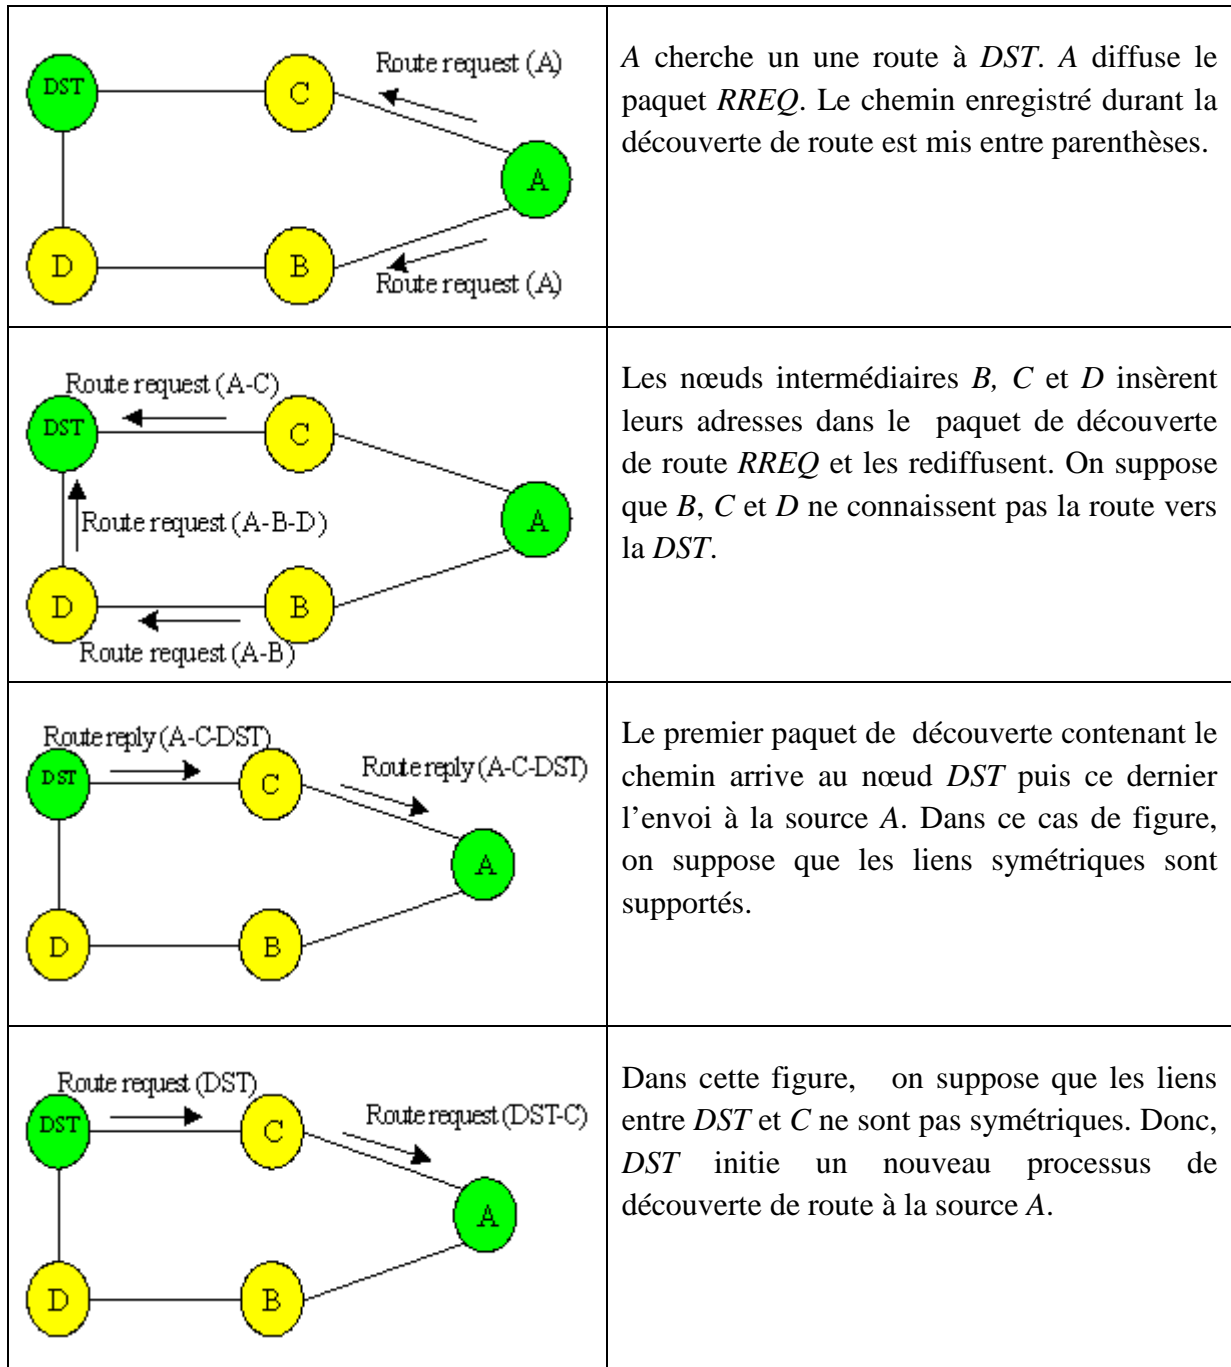 Route request (A)
DST
C
A
D
B
Route request (A)
A cherche un une route à DST. A diffuse le
paquet RREQ. Le chemin enregistré durant la
découverte de route est mis entre parenthèses.
Route request (A-C)
DST
C
A
Route request (A-B-D)
D
B
Route request (A-B)
Les nœuds intermédiaires B, C et D insèrent
leurs adresses dans le paquet de découverte
de route RREQ et les rediffusent. On suppose
que B, C et D ne connaissent pas la route vers
la DST.
Route reply (A-C-DST)
Route reply (A-C-DST)
DST
C
A
D
B
Le premier paquet de découverte contenant le
chemin arrive au nœud DST puis ce dernier
l'envoi à la source A. Dans ce cas de figure,
on suppose que les liens symétriques sont
supportés.
Route request (DST)
Route request (DST-C)
DST
C
A
D
B
Dans cette figure, on suppose que les liens
entre DST et C ne sont pas symétriques. Donc,
DST initie un nouveau processus de
découverte de route à la source A.